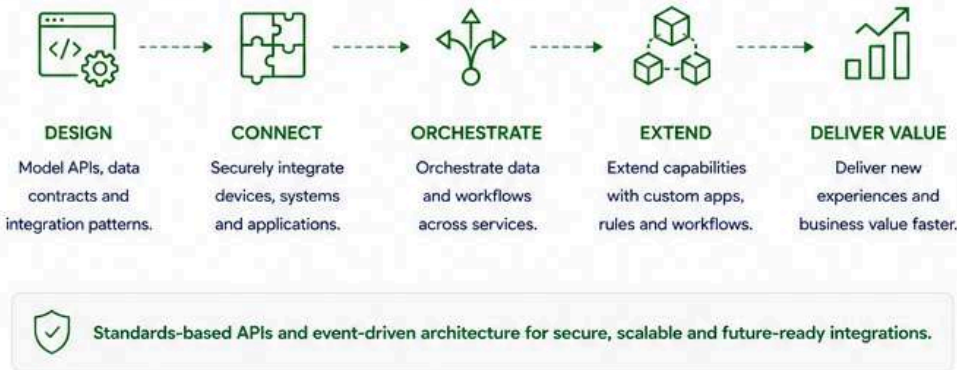 </>
DESIGN
Model APIs, data
contracts and
integration patterns.
CONNECT
Securely integrate
devices, systems
and applications.
ORCHESTRATE
Orchestrate data
and workflows
across services.
EXTEND
Extend capabilities
with custom apps,
rules and workflows.
DELIVER VALUE
Deliver new
experiences and
business value faster.
Standards-based APIs and event-driven architecture for secure, scalable and future-ready integrations.